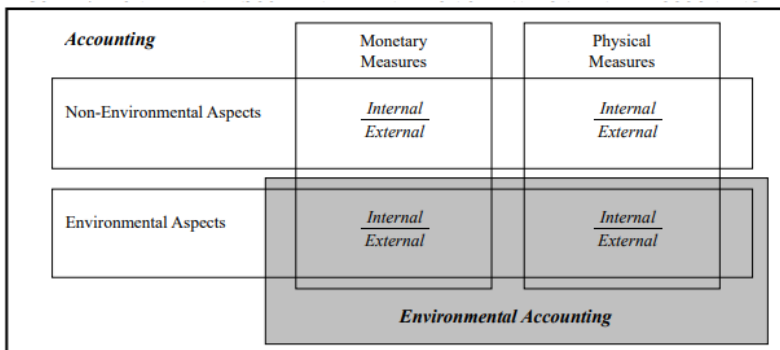 Accounting
Monetary
Measures
Physical
Measures
Non-Environmental Aspects
Internal
External
Internal
External
Environmental Aspects
Internal
External
Internal
External
Environmental Accounting